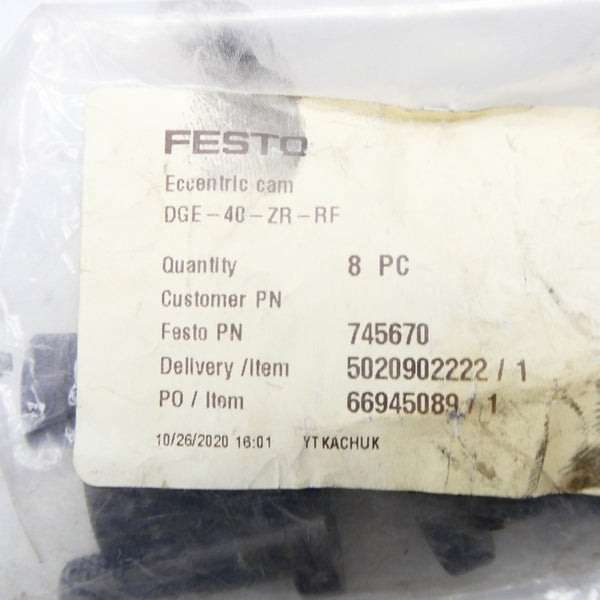 FESTO
Eccentric cam
DGE-40-ZR-RF
Quantity 8 PC
Customer PN
Festo PN 745670
Delivery /Item 5020902222 / 1
PO / Item 66945089 / 1
10/26/2020 16:01 YTKACHUK